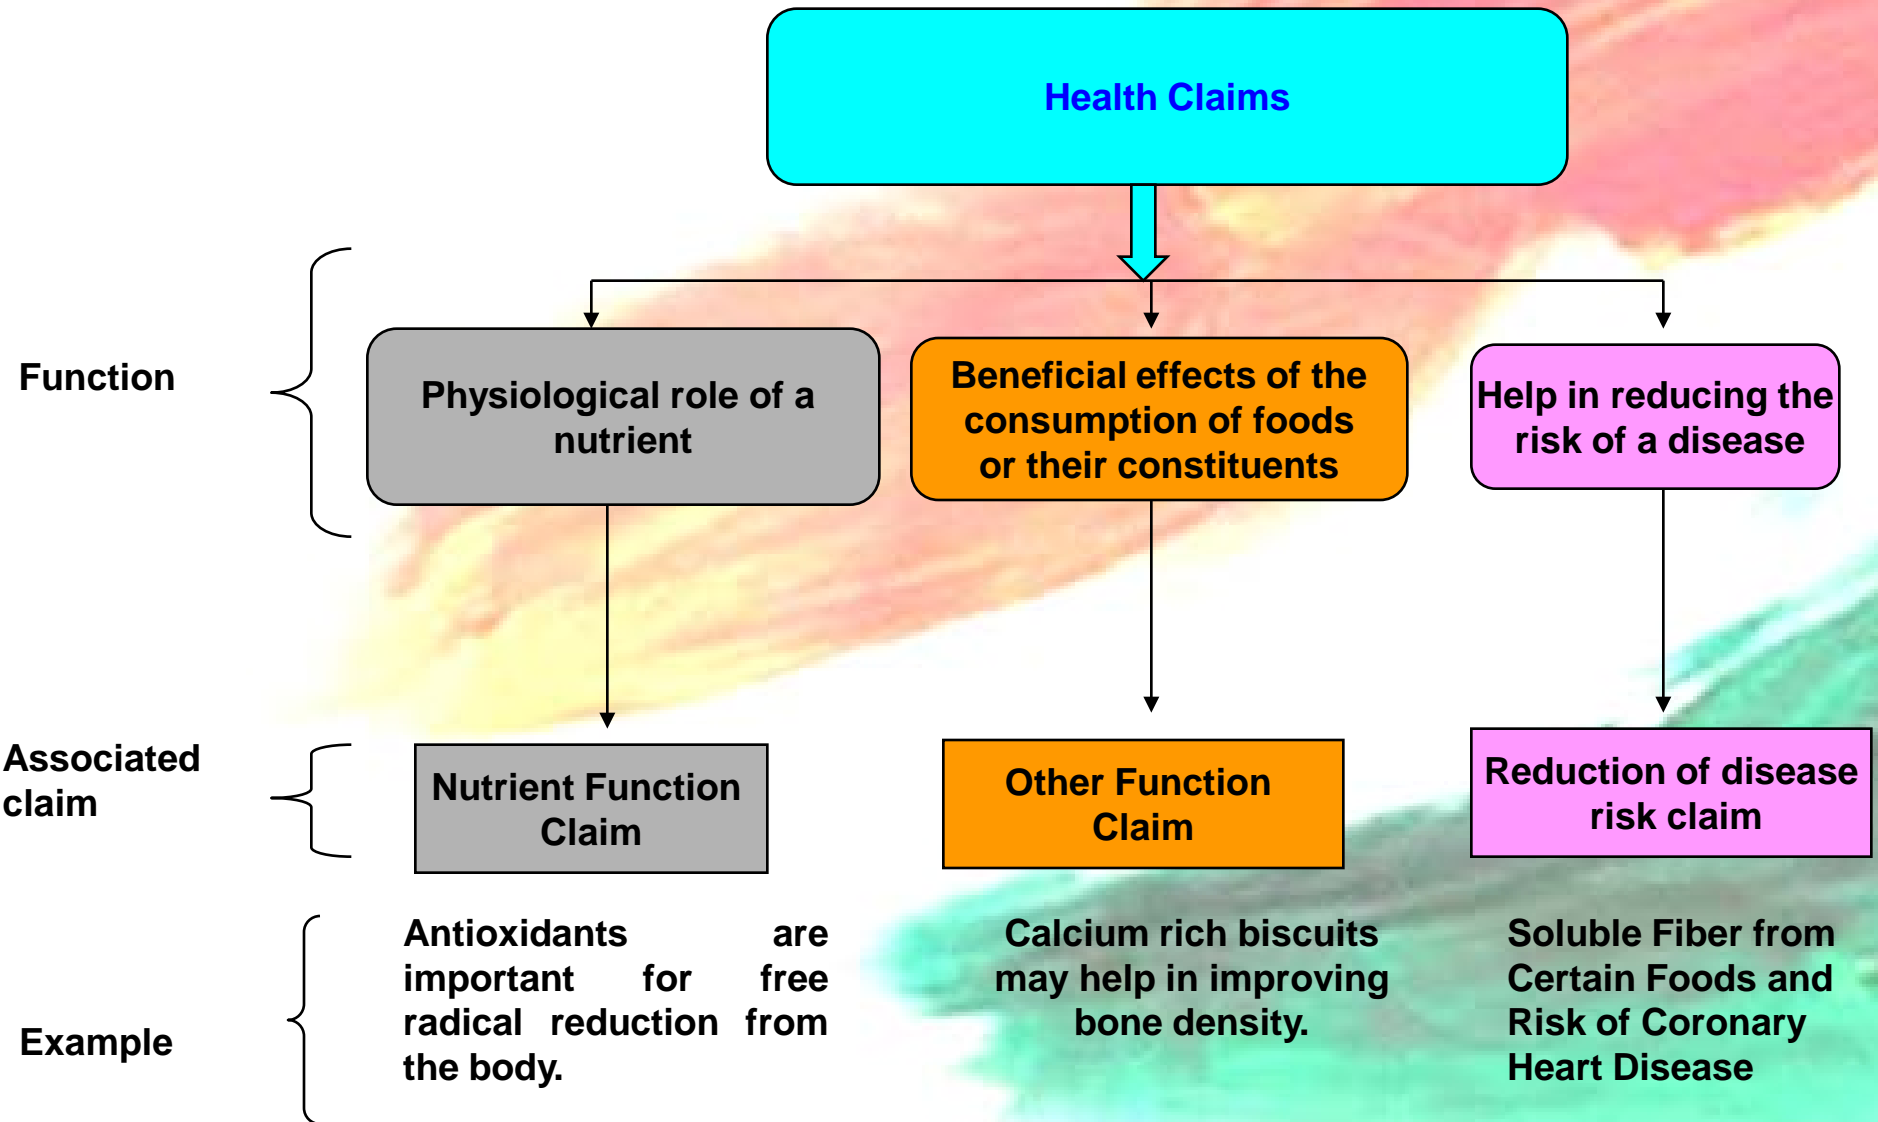 Health Claims
Function
Physiological role of a
nutrient
Beneficial effects of the
consumption of foods
or their constituents
Help in reducing the
risk of a disease
Associated
claim
Nutrient Function
Claim
Other Function
Claim
Reduction of disease
risk claim
Example
Antioxidants are
important for free
radical reduction from
the body.
Calcium rich biscuits
may help in improving
bone density.
Soluble Fiber from
Certain Foods and
Risk of Coronary
Heart Disease